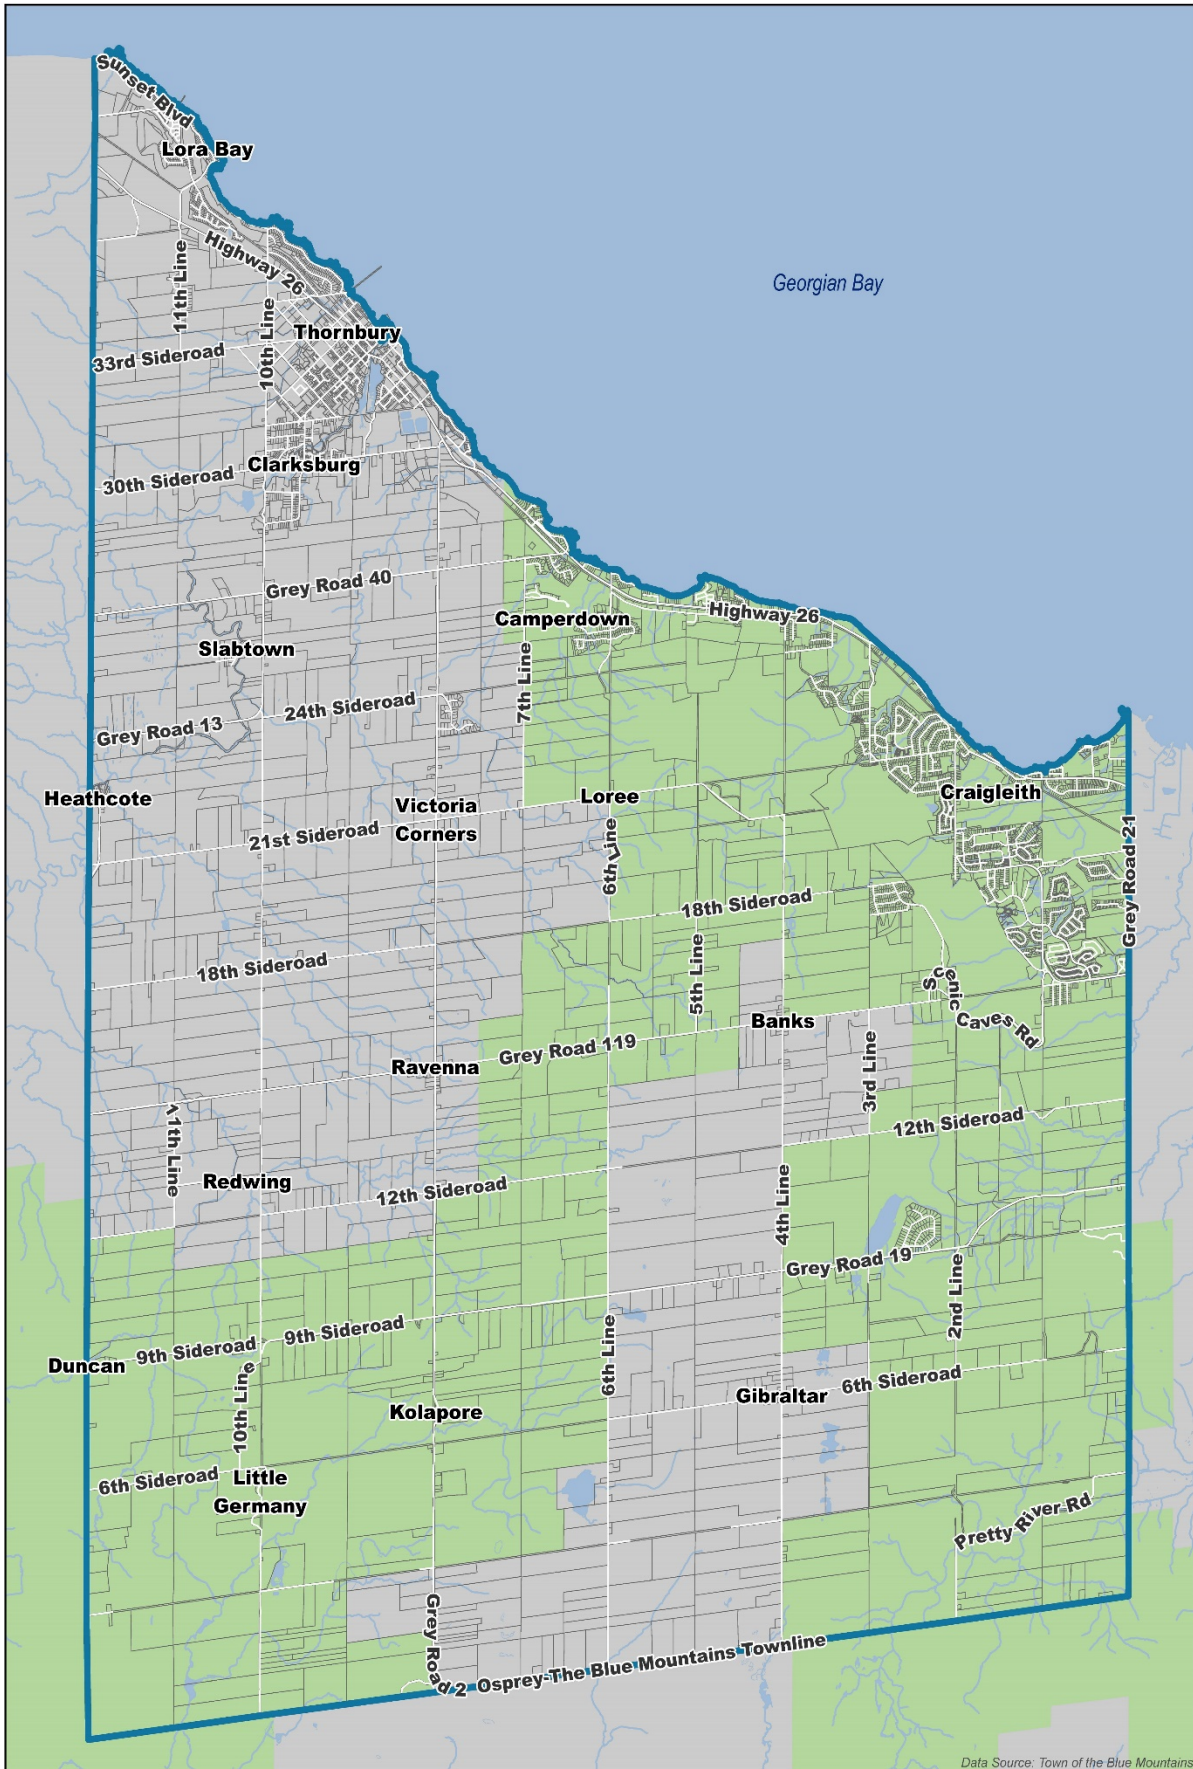 Sunset Blvd
Lora Bay
Highway 26
11th Line
Georgian Bay
10th Line
Thornbury
33rd Sideroad
Clarksburg
30th Sideroad
Grey Road 40
Camperdown
Highway 26
Slabtown
7th Line
24th Sideroad
Grey Road 13
Heathcote
Victoria
Corners
Loree
Craigleith
21st Sideroad
6th Line
Grey Road 21
18th Sideroad
18th Sideroad
5th Line
Scenic Caves Rd
Banks
Grey Road 119
Ravenna
3rd Line
11th Line
12th Sideroad
Redwing
12th Sideroad
4th Line
Grey Road 19
2nd Line
9th Sideroad
9th Sideroad
Duncan
6th Line
Gibraltar
6th Sideroad
10th Line
Kolapore
6th Sideroad
Little
Germany
Pretty River Rd
Grey Road 2
Osprey-The Blue Mountains Townline
Data Source: Town of the Blue Mountains